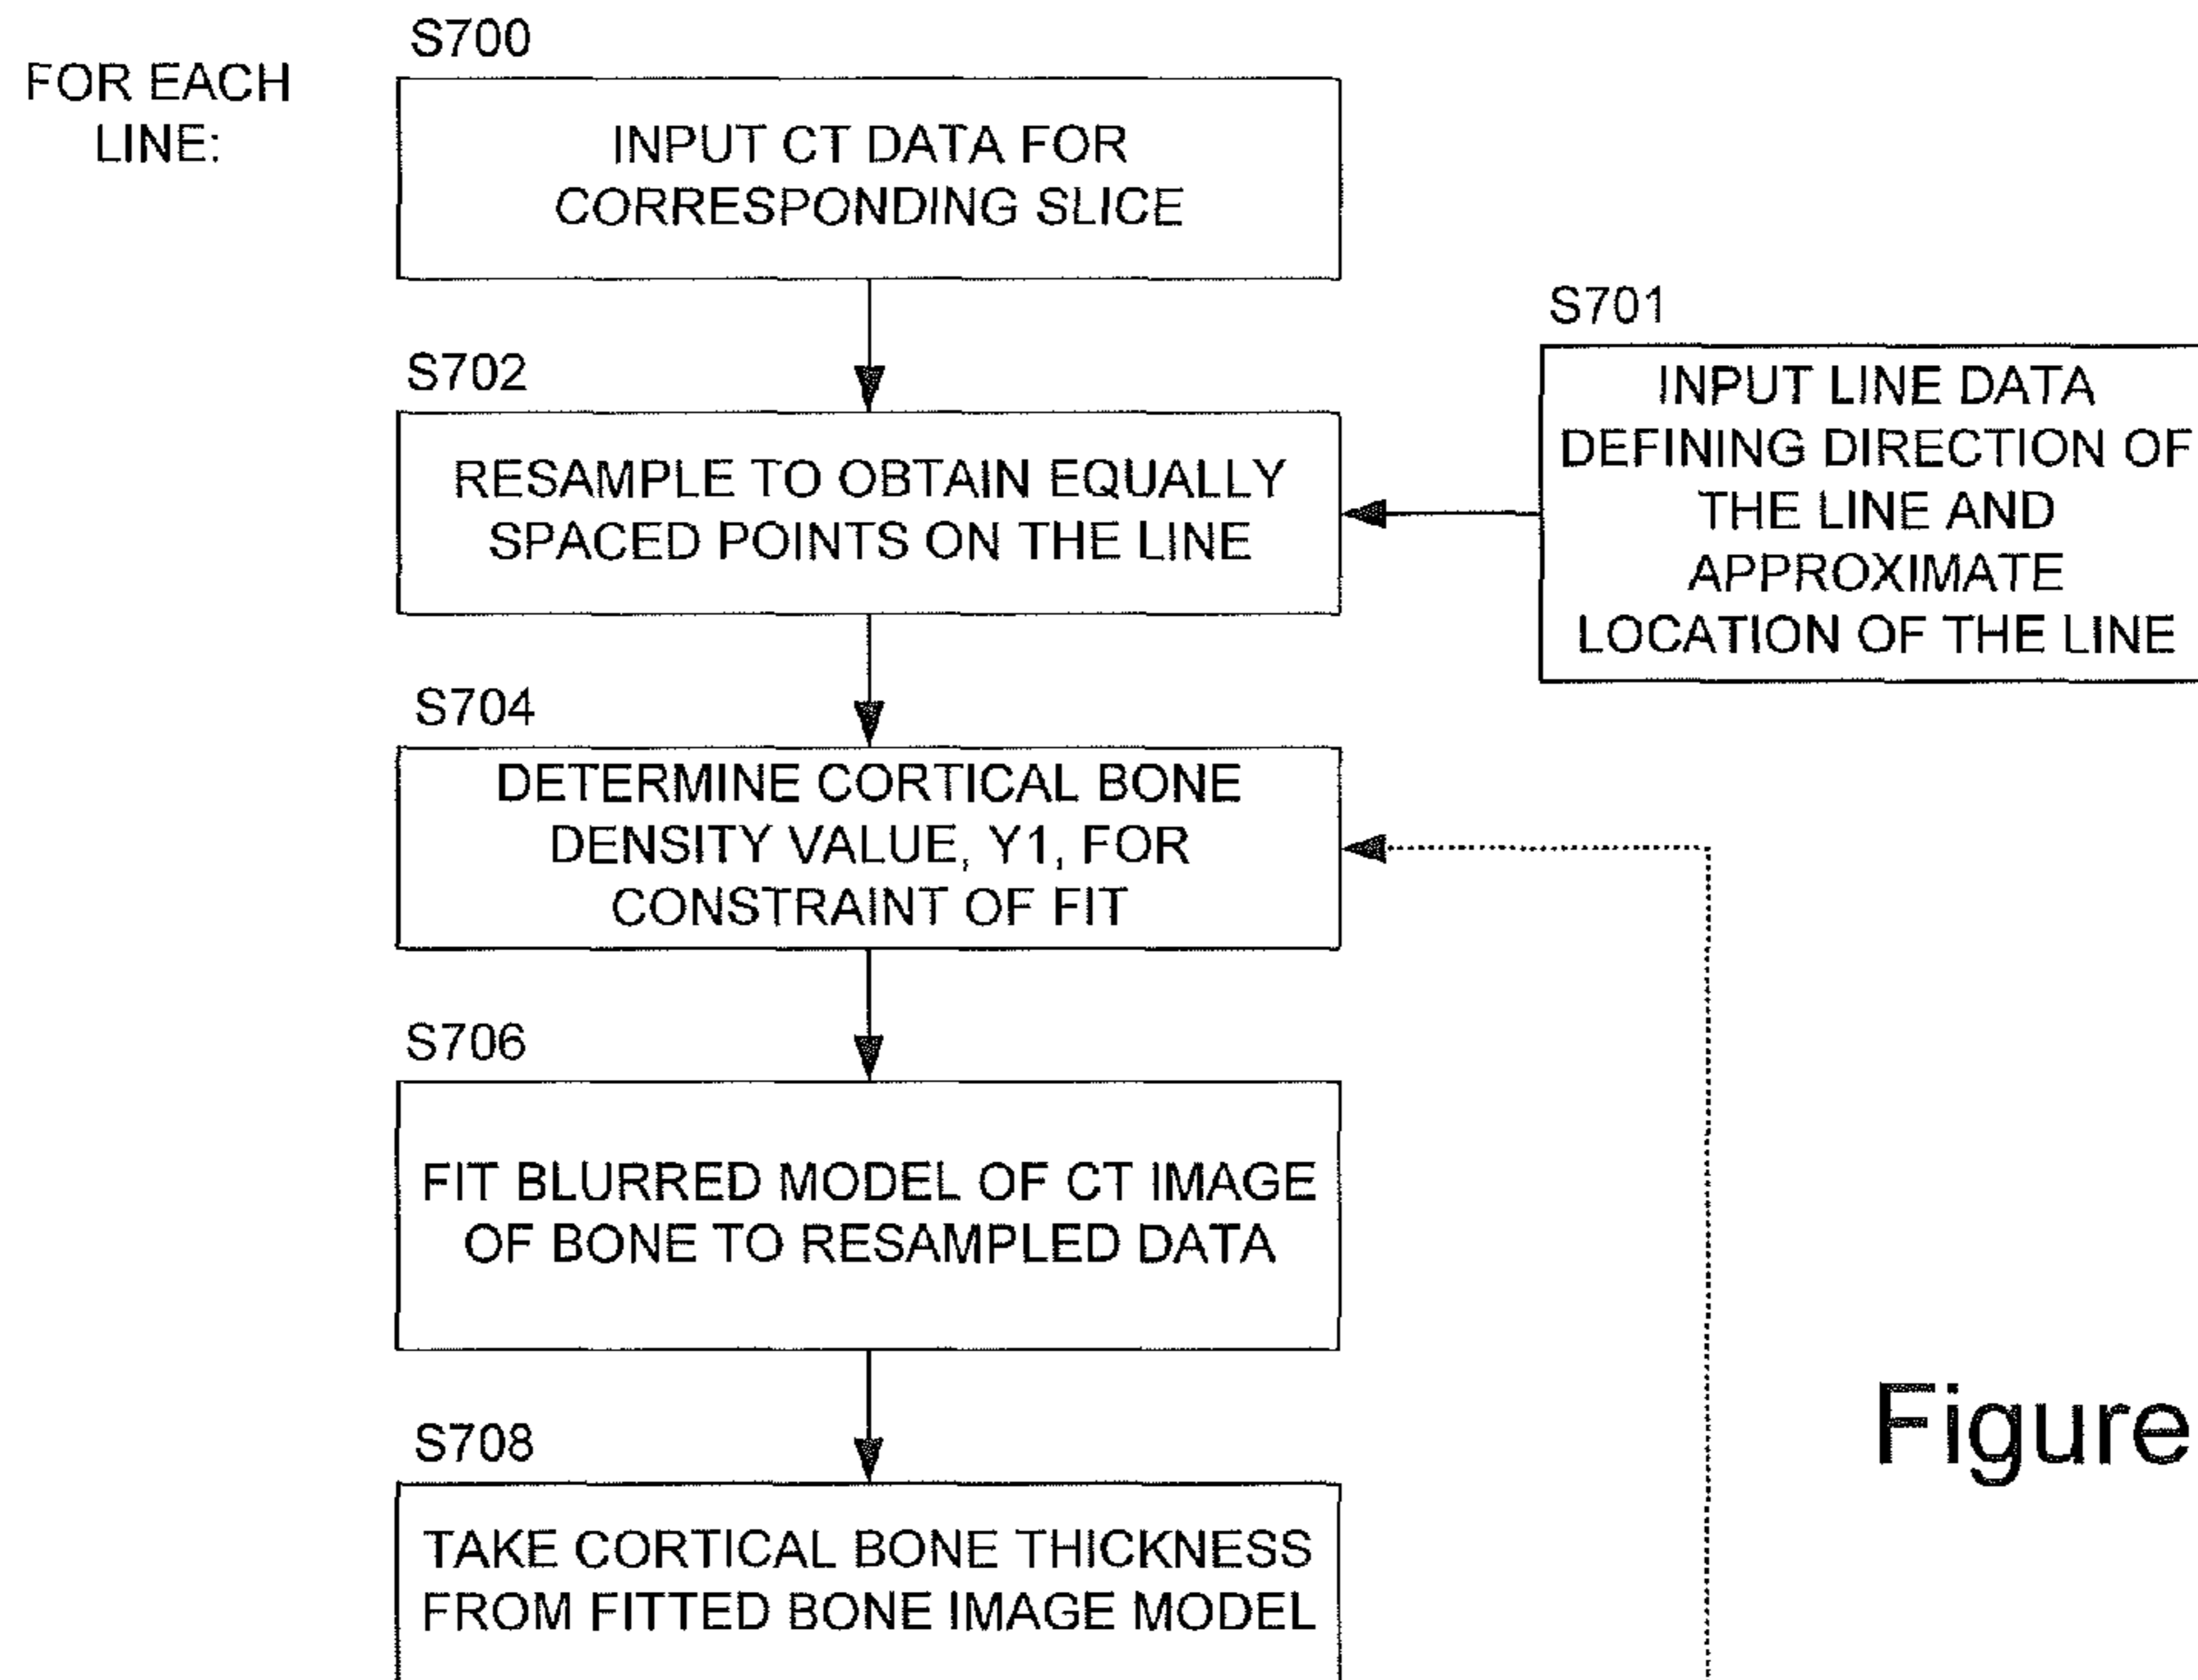 FOR EACH
LINE:
S700
INPUT CT DATA FOR
CORRESPONDING SLICE
S701
INPUT LINE DATA
DEFINING DIRECTION OF
THE LINE AND
APPROXIMATE
LOCATION OF THE LINE
S702
RESAMPLE TO OBTAIN EQUALLY
SPACED POINTS ON THE LINE
S704
DETERMINE CORTICAL BONE
DENSITY VALUE, Y1, FOR
CONSTRAINT OF FIT
S706
FIT BLURRED MODEL OF CT IMAGE
OF BONE TO RESAMPLED DATA
S708
TAKE CORTICAL BONE THICKNESS
FROM FITTED BONE IMAGE MODEL
Figure